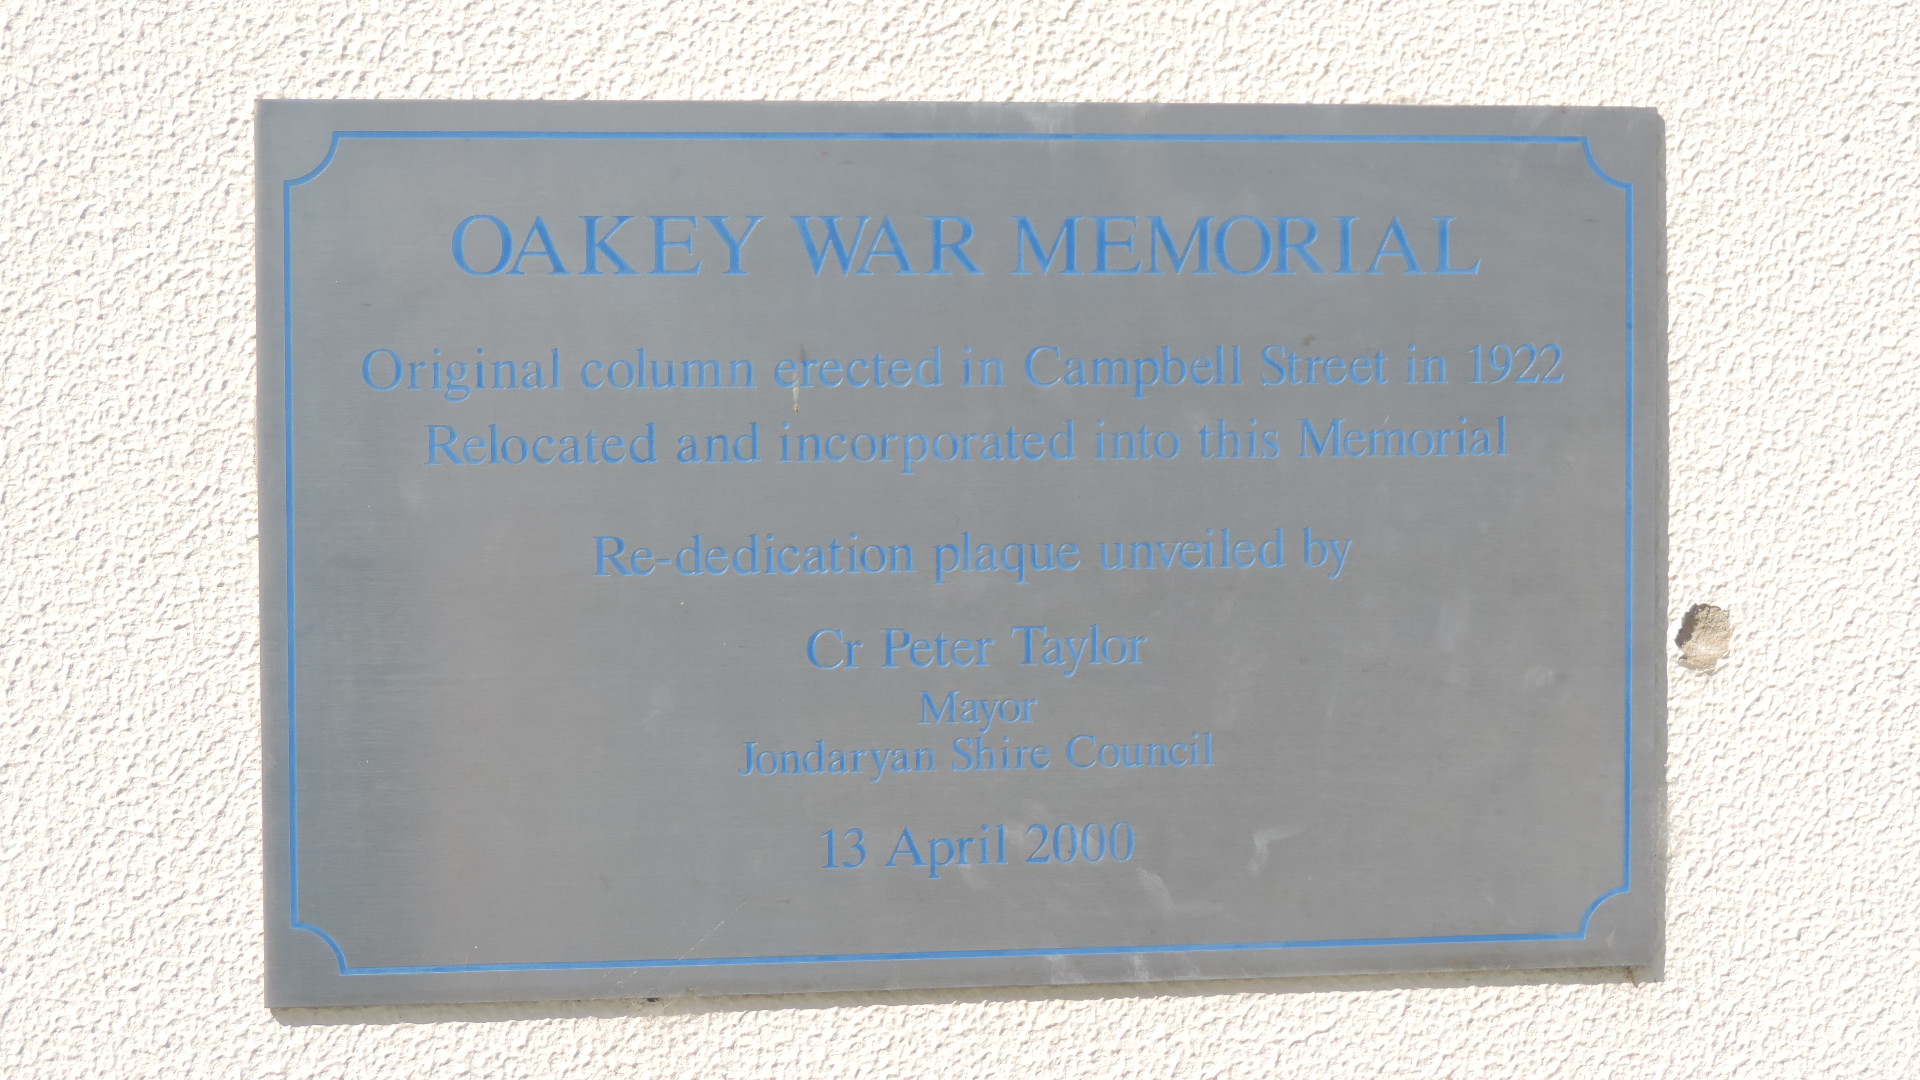 OAKEY WAR MEMORIAL
Original column erected in Campbell Street in 1922
Relocated and incorporated into this Memorial
Re-dedication plaque unveiled by
Cr Peter Taylor
Mayor
Jondaryan Shire Council
13 April 2000